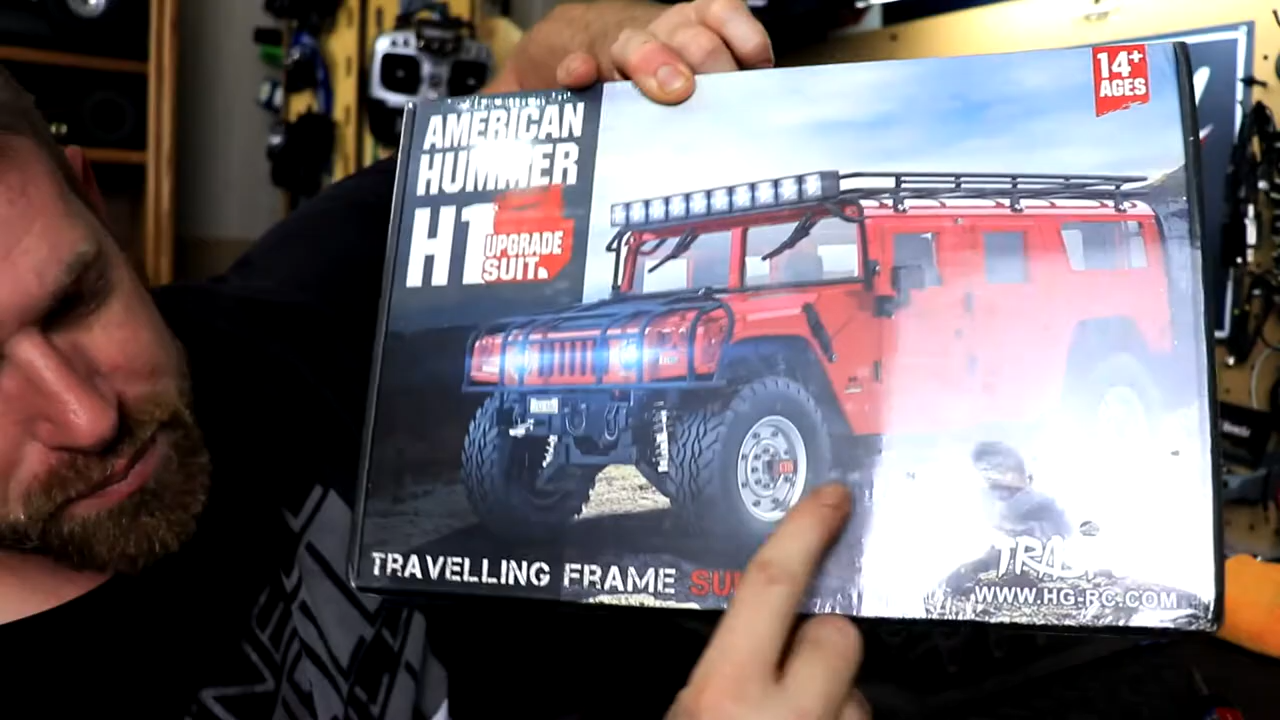 AMERICAN
HUMMER
H1
UPGRADE
SUIT
14+
AGES
TRAVELLING FRAME
WWW.HG-RC.COM